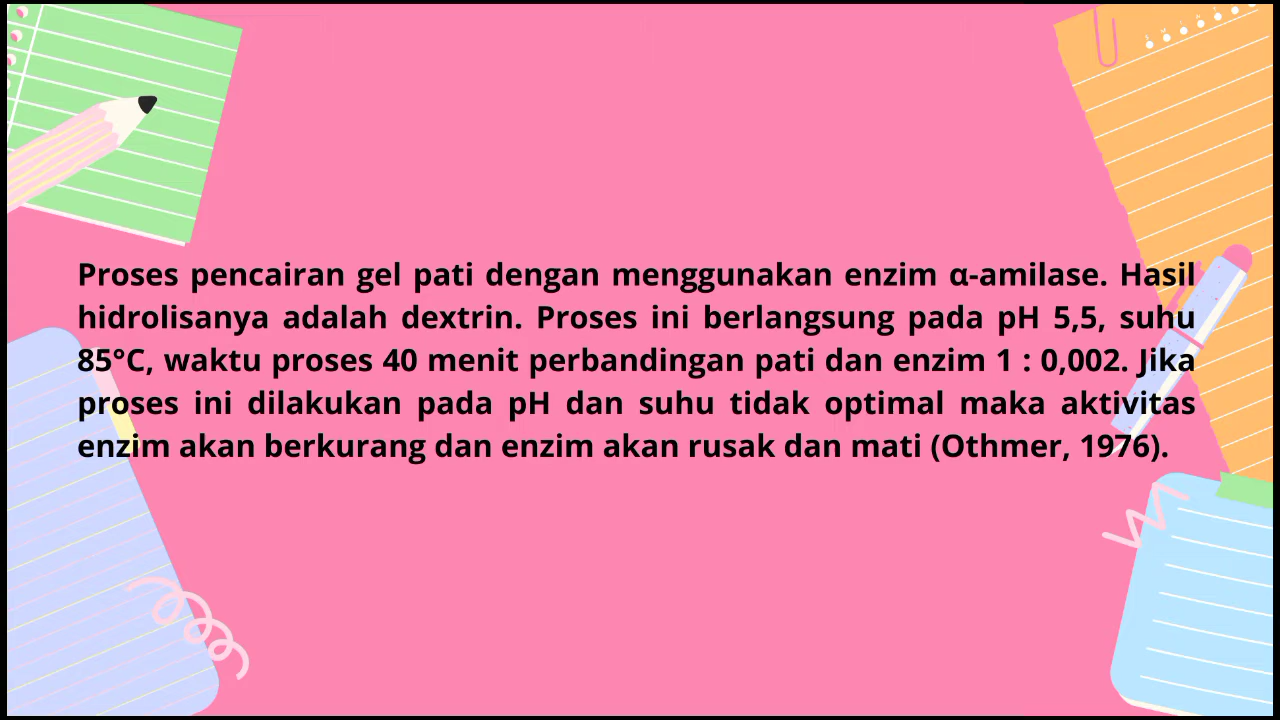 Proses pencairan gel pati dengan menggunakan enzim α-amilase. Hasil
hidrolisanya adalah dextrin. Proses ini berlangsung pada pH 5,5, suhu
85°C, waktu proses 40 menit perbandingan pati dan enzim 1 : 0,002. Jika
proses ini dilakukan pada pH dan suhu tidak optimal maka aktivitas
enzim akan berkurang dan enzim akan rusak dan mati (Othmer, 1976).